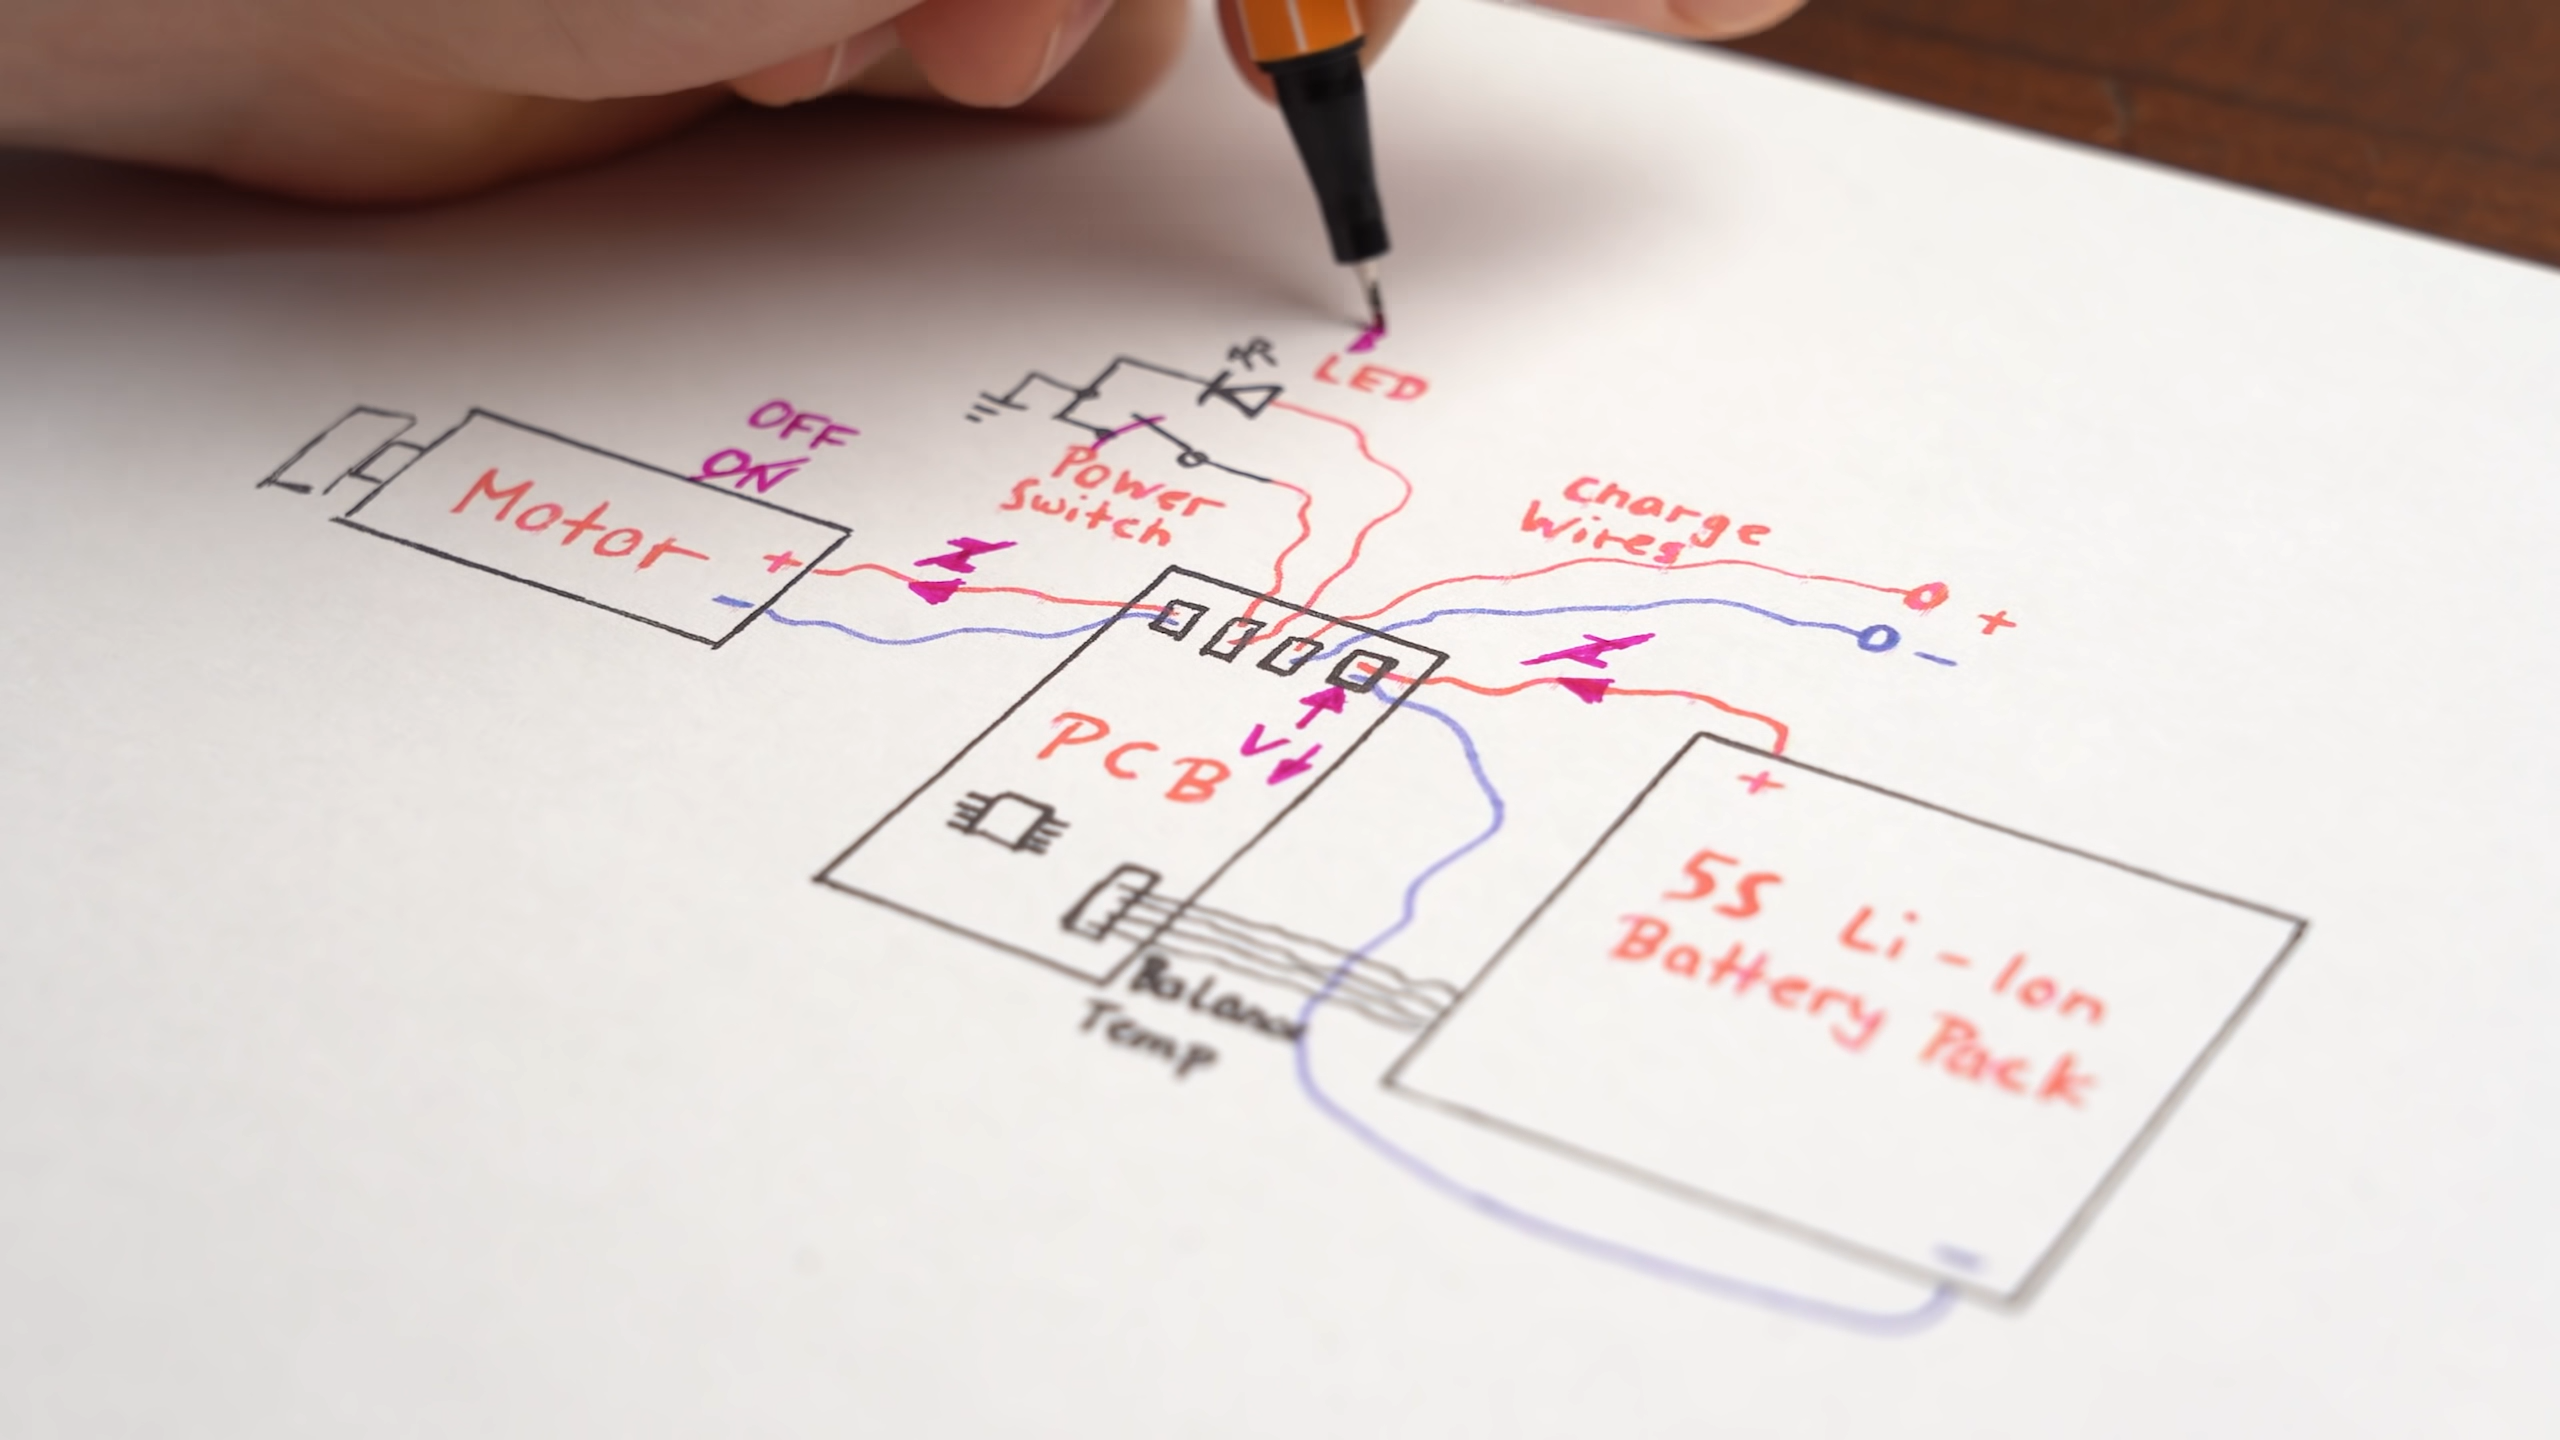 LED
OFF
ON
Motor
+
-
Power
Switch
Charge
Wires
+
-
PCB
V
+
5S Li-Ion
Battery Pack
-
Balance
Temp